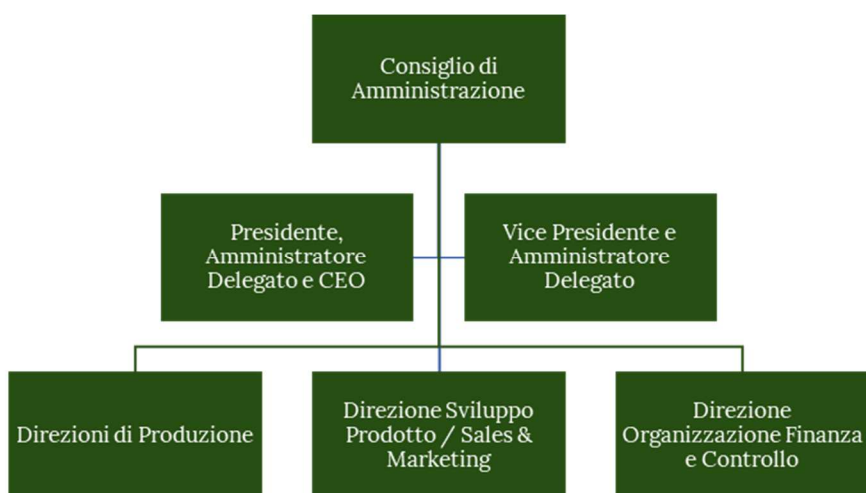 Consiglio di
Amministrazione
Presidente,
Amministratore
Delegato e CEO
Vice Presidente e
Amministratore
Delegato
Direzioni di Produzione
Direzione Sviluppo
Prodotto / Sales &
Marketing
Direzione
Organizzazione Finanza
e Controllo